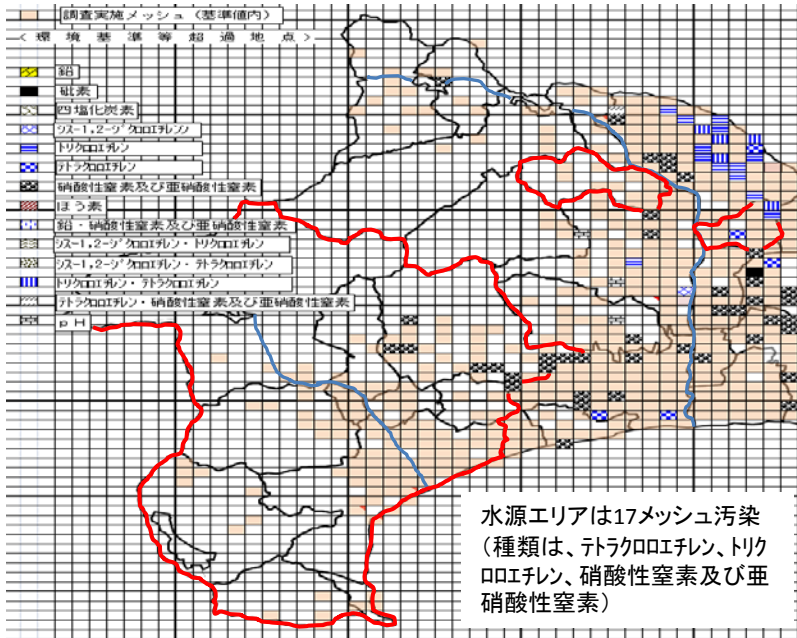 調査実施メッシュ（基準値内）
＜環境基準等超過地点＞
鉛
砒素
四塩化炭素
シス-1,2-ジクロロエチレン
トリクロロエチレン
テトラクロロエチレン
硝酸性窒素及び亜硝酸性窒素
ほう素
鉛・硝酸性窒素及び亜硝酸性窒素
シス-1,2-ジクロロエチレン・トリクロロエチレン
シス-1,2-ジクロロエチレン・テトラクロロエチレン
トリクロロエチレン・テトラクロロエチレン
テトラクロロエチレン・硝酸性窒素及び亜硝酸性窒素
ｐＨ
水源エリアは17メッシュ汚染
（種類は、テトラクロロエチレン、トリク
ロロエチレン、硝酸性窒素及び亜
硝酸性窒素）